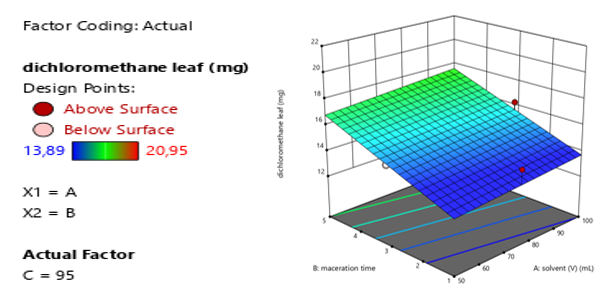 Factor Coding: Actual
dichloromethane leaf (mg)
Design Points:
Above Surface
Below Surface
13,89 20,95
X1 = A
X2 = B
Actual Factor
C = 95
dichloromethane leaf (mg)
22
20
18
16
14
12
5
4
3
2
1
50
60
70
80
90
100
B: maceration time
A: solvent (V) (mL)